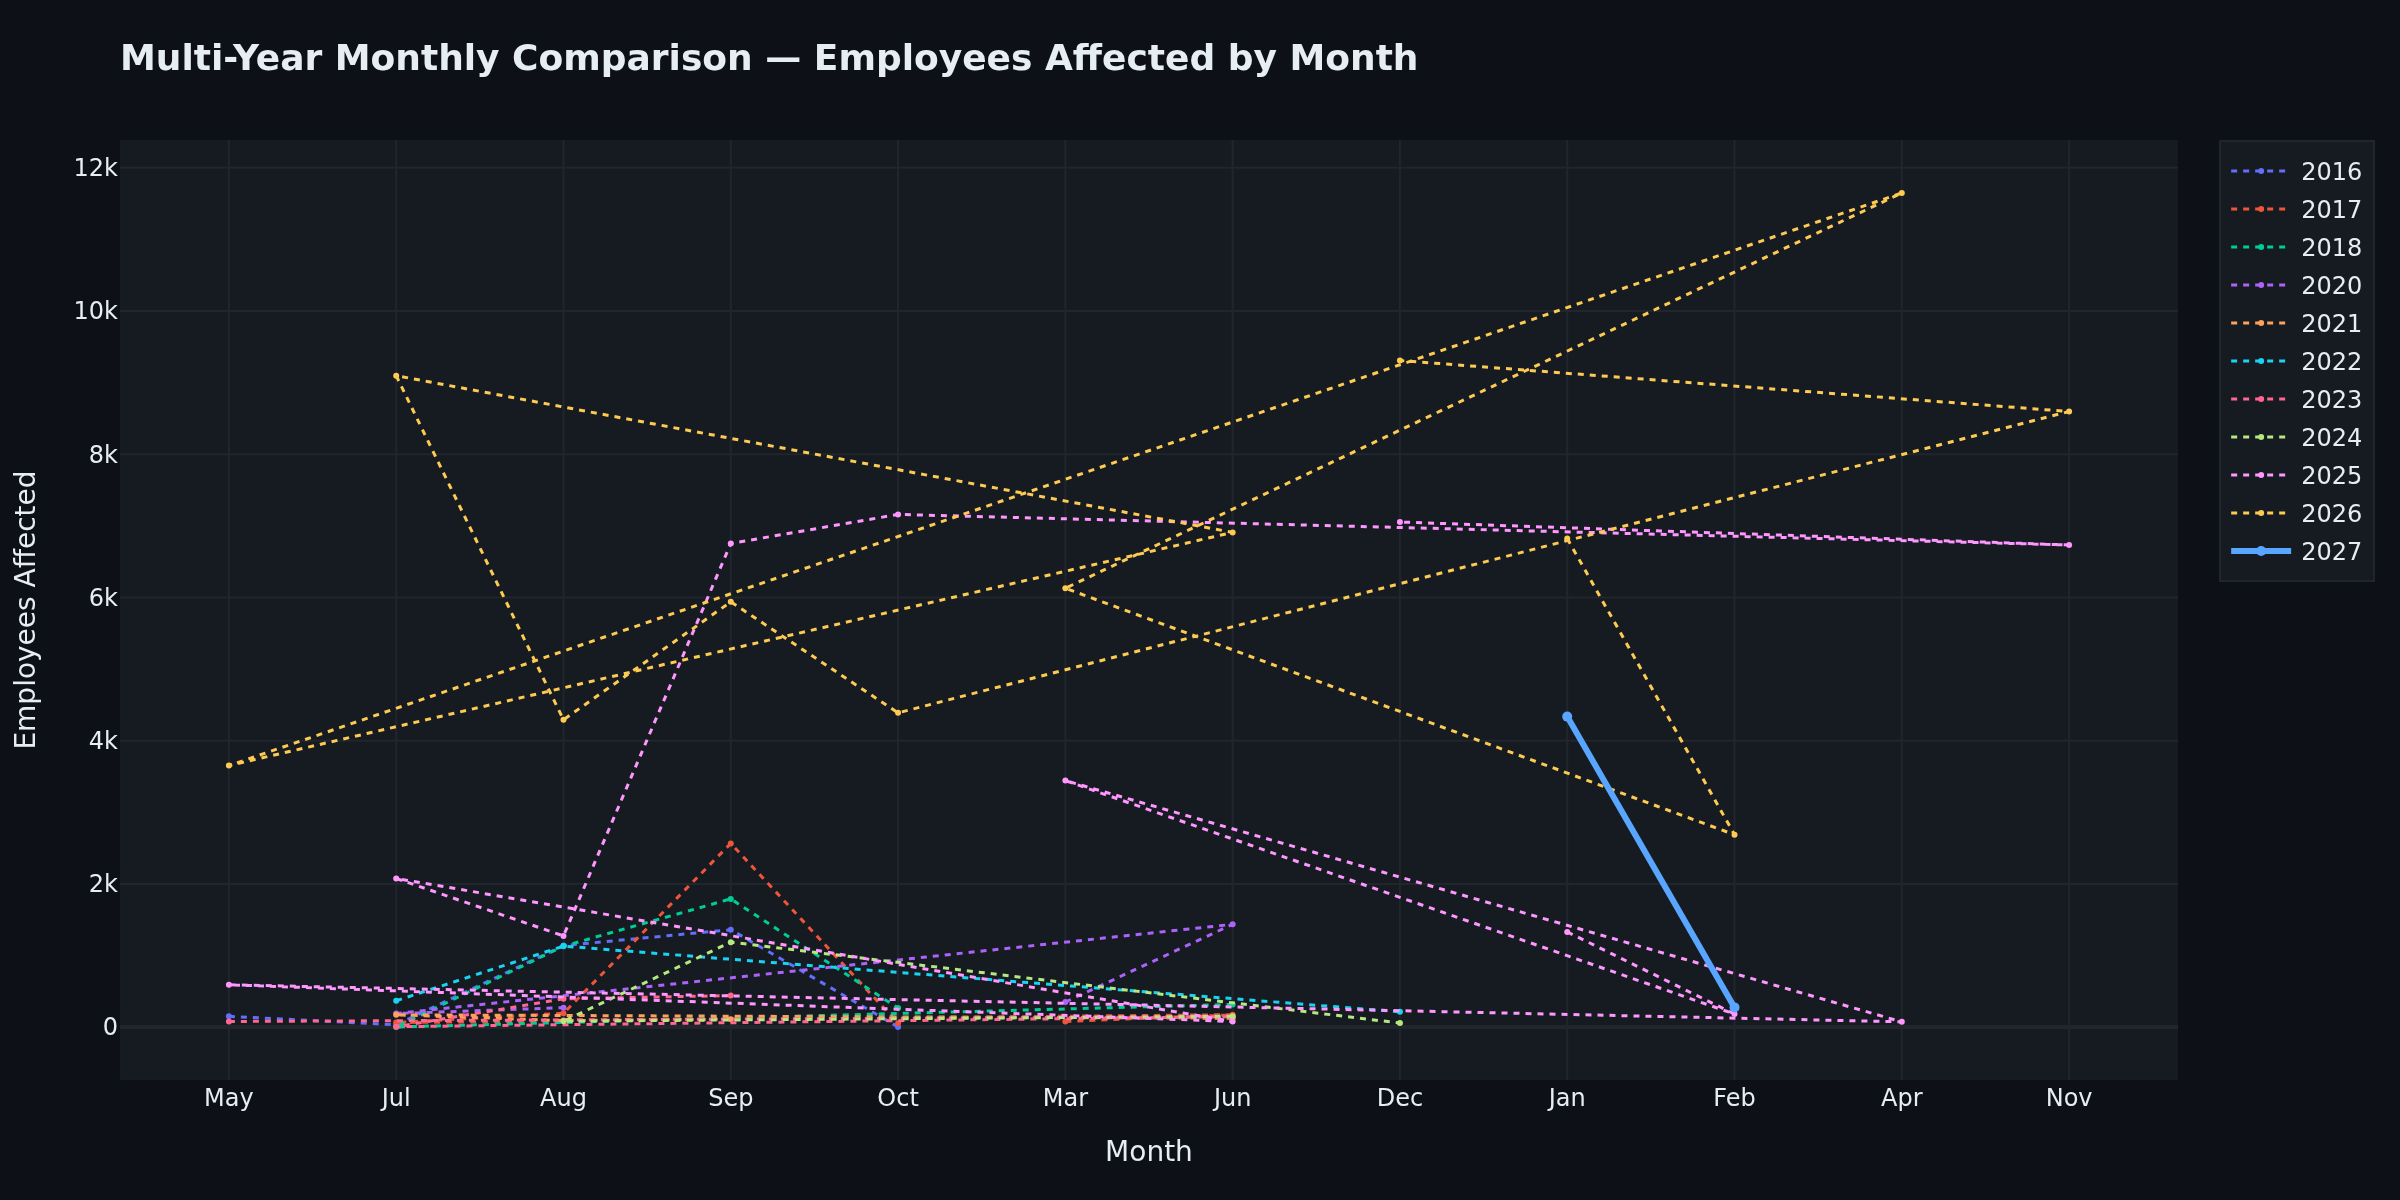 Multi-Year Monthly Comparison — Employees Affected by Month
12k
10k
8k
6k
4k
2k
0
Employees Affected
May Jul Aug Sep Oct Mar Jun Dec Jan Feb Apr Nov
Month
2016
2017
2018
2020
2021
2022
2023
2024
2025
2026
2027